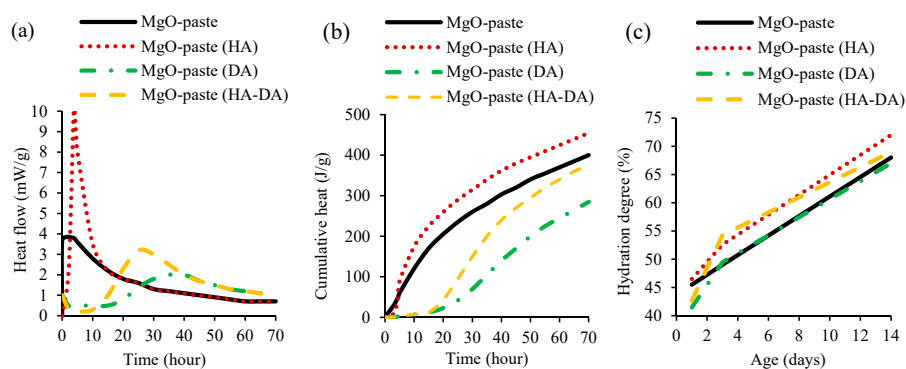 (a)
MgO-paste
MgO-paste (HA)
MgO-paste (DA)
MgO-paste (HA-DA)
Heat flow (mW/g)
10
9
8
7
6
5
4
3
2
1
0
0 10 20 30 40 50 60 70
Time (hour)
(b)
MgO-paste
MgO-paste (HA)
MgO-paste (DA)
MgO-paste (HA-DA)
Cummulative heat (J/g)
500
400
300
200
100
0
0 10 20 30 40 50 60 70
Time (hour)
(c)
MgO-paste
MgO-paste (HA)
MgO-paste (DA)
MgO-paste (HA-DA)
Hydration degree (%)
75
70
65
60
55
50
45
40
0 2 4 6 8 10 12 14
Age (days)